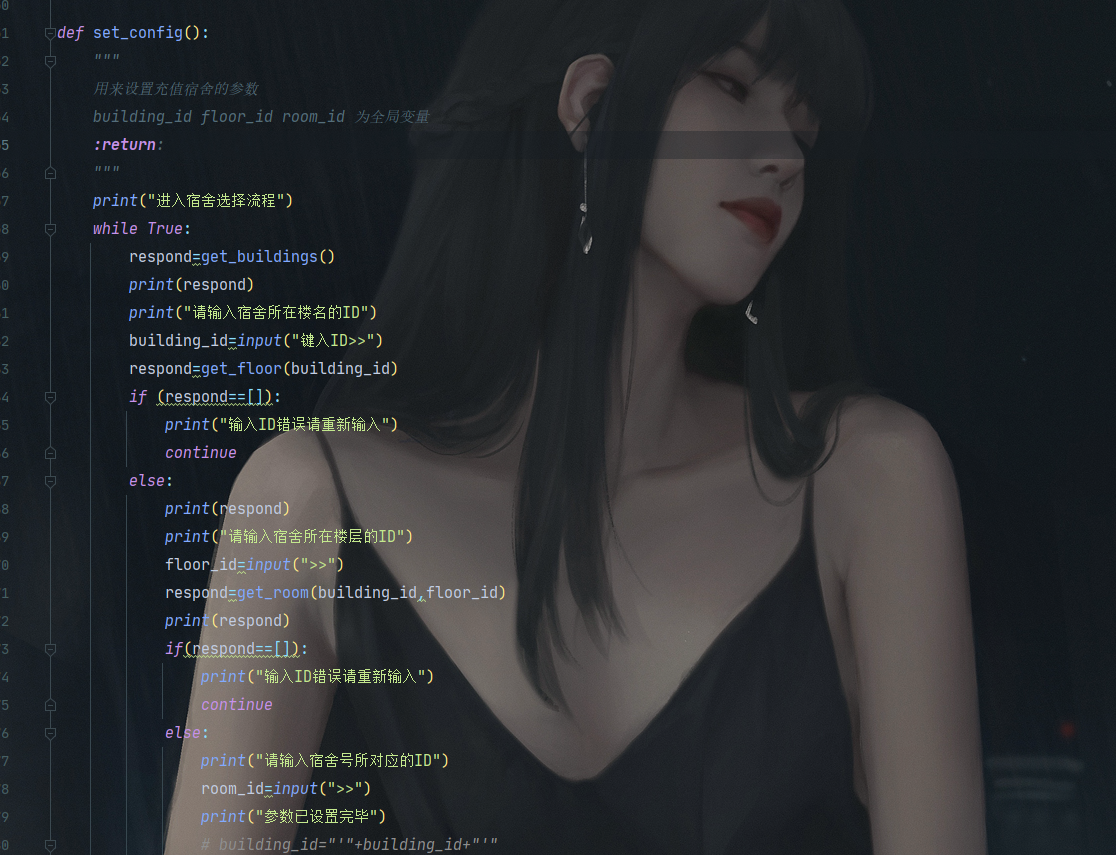 def set_config():
"""
用来设置充值宿舍的参数
building_id floor_id room_id 为全局变量
:return:
"""
print("进入宿舍选择流程")
while True:
respond=get_buildings()
print(respond)
print("请输入宿舍所在楼名的ID")
building_id=input("键入ID>>")
respond=get_floor(building_id)
if (respond==[]):
print("输入ID错误请重新输入")
continue
else:
print(respond)
print("请输入宿舍所在楼层的ID")
floor_id=input(">>")
respond=get_room(building_id,floor_id)
print(respond)
if(respond==[]):
print("输入ID错误请重新输入")
continue
else:
print("请输入宿舍号所对应的ID")
room_id=input(">>")
print("参数已设置完毕")
# building_id="'"+building_id+"'"